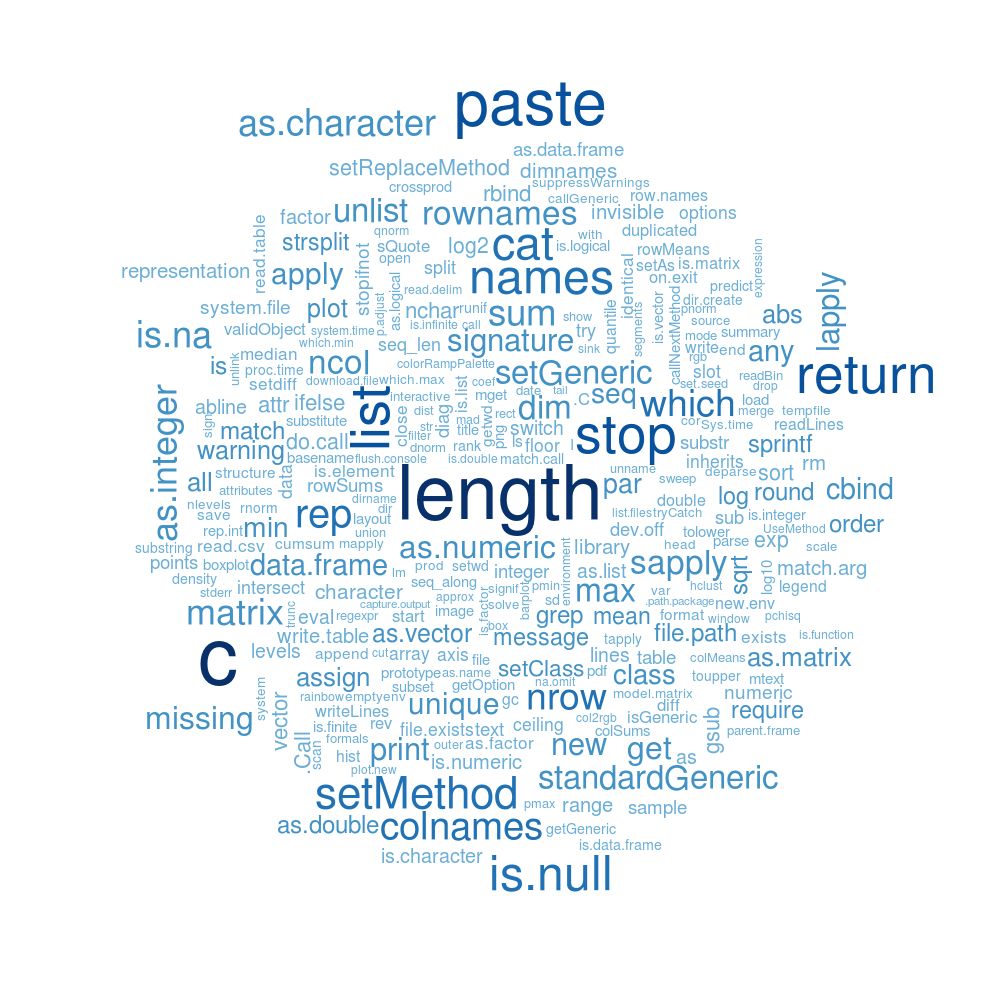 paste
as.character
as.data.frame
setReplaceMethod
dimnames
suppressWarnings
crossprod
rbind
callGeneric
row.names
unlist
rownames
invisible
options
factor
read.table
strsplit
qnorm
sQuote
log2
cat
with
is.logical
duplicated
rowMeans
open
stopifnot
representation
apply
split
names
identical
setAs
is.matrix
expression
on.exit
predict
system.file
plot
p.adjust
as.logical
read.delim
nchar
runif
sum
show
quantile
segments
is.vector
callNextMethod
dir.create
pnorm
source
abs
lapply
is.na
validObject
system.time
is.infinite
call
signature
try
sink
mode
summary
which.min
seq_len
write
end
any
rgb
unlink
median
is
proc.time
ncol
colorRampPalette
setGeneric
slot
readBin
return
setdiff
download.file
which.max
coef
set.seed
drop
as.integer
list
interactive
is.list
mget
date
tail
.C
seq
which
load
abline
attr
ifelse
close
dist
diag
getwd
rect
dim
merge
tempfile
sign
substitute
str
mad
title
png
switch
stop
cor
Sys.time
readLines
match
do.call
filter
dnorm
rank
ls
floor
I
substr
sprintf
warning
basename
flush.console
is.double
match.call
inherits
unname
structure
data
is.element
sweep
deparse
sort
rm
all
attributes
rowSums
dirname
length
par
double
log
round
cbind
nlevels
rnorm
dir
list.files
tryCatch
save
rep
layout
sub
is.integer
order
rep.int
min
union
dev.off
tolower
UseMethod
substring
read.csv
cumsum
mapply
as.numeric
library
head
parse
exp
scale
points
boxplot
data.frame
lm
prod
setwd
integer
environment
as.list
sapply
sqrt
log10
match.arg
density
seq_along
hclust
stderr
intersect
character
approx
is.factor
signif
pmin
barplot
max
var
legend
matrix
trunc
capture.output
image
solve
sd
.path.package
new.env
eval
regexpr
start
grep
mean
window
pchisq
write.table
as.vector
box
message
tapply
file.path
exists
is.function
c
levels
append
cut
array
axis
file
lines
table
colMeans
as.matrix
assign
prototype
as.name
setClass
pdf
class
toupper
mtext
system
subset
getOption
na.omit
rainbow
emptyenv
unique
gc
nrow
model.matrix
numeric
missing
vector
writeLines
diff
require
is.finite
rev
file.exists
text
ceiling
col2rgb
isGeneric
gsub
formals
colSums
parent.frame
.Call
scan
hist
print
outer
as.factor
new
get
as
plot.new
is.numeric
setMethod
standardGeneric
pmax
range
sample
as.double
colnames
getGeneric
is.character
is.data.frame
is.null